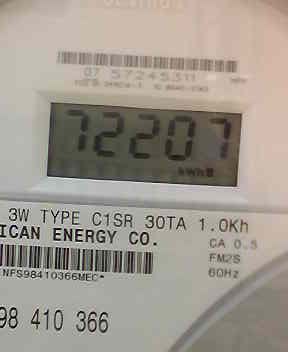 07 57245311
72207
kWhB
3W TYPE C1SR 30TA 1.0Kh
ICAN ENERGY CO.
CA 0.5
FM2S
60Hz
NFS98410366MEC*
98 410 366